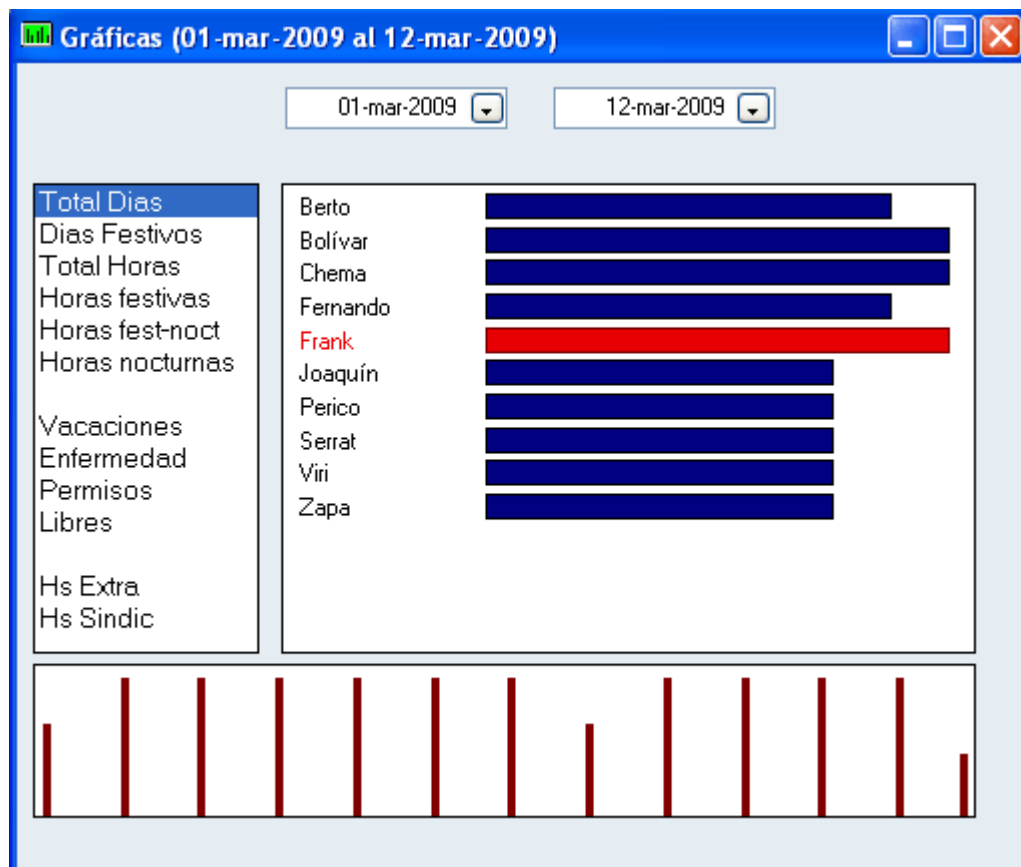 Gráficas (01-mar-2009 al 12-mar-2009)
01-mar-2009
12-mar-2009
Total Dias
Dias Festivos
Total Horas
Horas festivas
Horas fest-noct
Horas nocturnas
Vacaciones
Enfermedad
Permisos
Libres
Hs Extra
Hs Sindic
Berto
Bolívar
Chema
Fernando
Frank
Joaquín
Perico
Serrat
Viri
Zapa